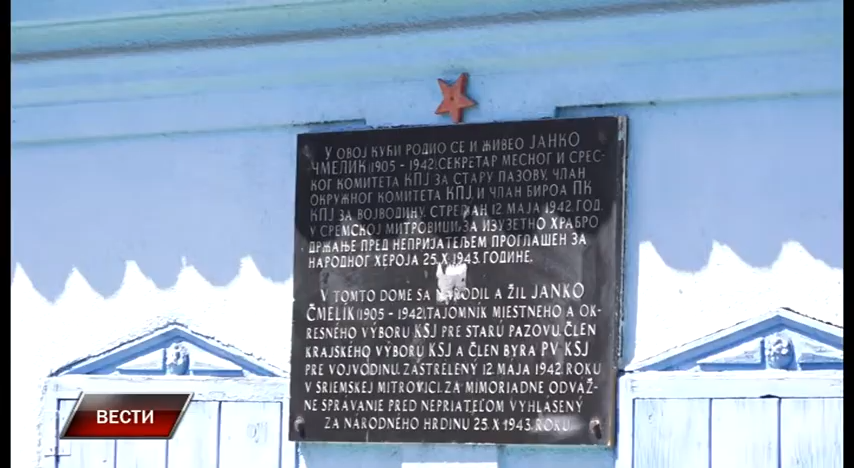 У ОВОЈ КУЋИ РОДИО СЕ И ЖИВЕО ЈАНКО
ЧМЕЛИК (1905 - 1942), СЕКРЕТАР МЕСНОГ И СРЕС-
КОГ КОМИТЕТА КПЈ ЗА СТАРУ ПАЗОВУ, ЧЛАН
ОКРУЖНОГ КОМИТЕТА КПЈ, И ЧЛАН БИРОА ПК
КПЈ ЗА ВОЈВОДИНУ. СТРЕЉАН 12 МАЈА 1942. ГОД.
У СРЕМСКОЈ МИТРОВИЦИ. ЗА ИЗУЗЕТНО ХРАБРО
ДРЖАЊЕ ПРЕД НЕПРИЈАТЕЉЕМ ПРОГЛАШЕН ЗА
НАРОДНОГ ХЕРОЈА 25.X 1943. ГОДИНЕ.
V TOMTO DOME SA NARODIL A ŽIL JANKO
ČMELIK (1905 - 1942), TAJOMNÍK MIESTNEHO A OK-
RESNÉHO VÝBORU KSJ PRE STARÚ PAZOVU, ČLEN
KRAJSKÉHO VÝBORU KSJ A ČLEN BYRA PV KSJ
PRE VOJVODINU. ZASTRELENÝ 12. MÁJA 1942. ROKU
V SRIEMSKEJ MITROVICI. ZA MIMORIADNE ODVÁŽ-
NE SPRÁVANIE PRED NEPRIATEĽOM VYHLÁSENÝ
ZA NÁRODNÉHO HRDINU 25.X 1943. ROKU
ВЕСТИ